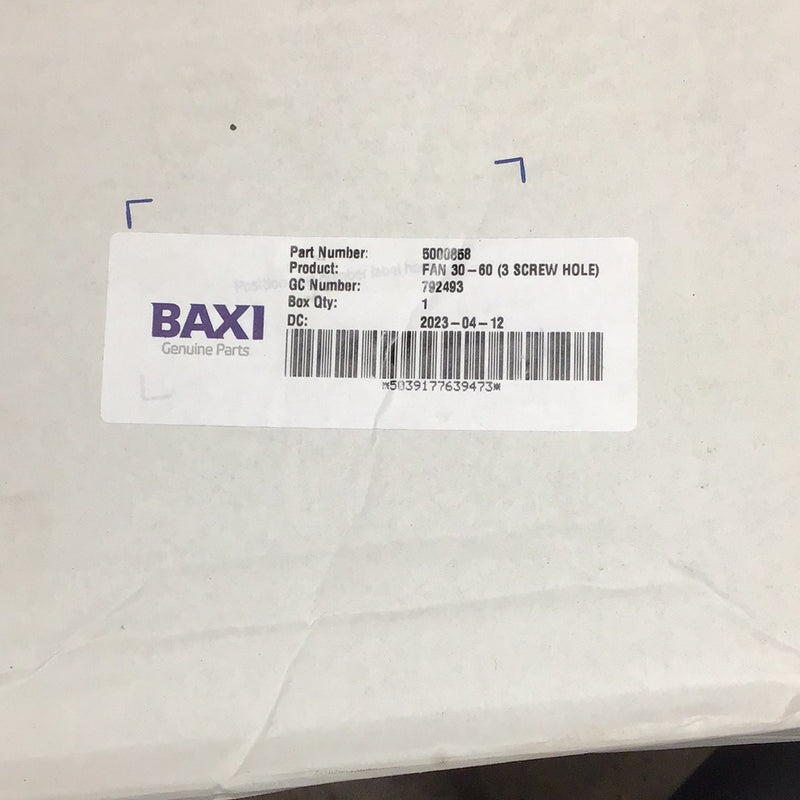 Part Number: 5000858
Product: FAN 30-60 (3 SCREW HOLE)
GC Number: 792493
Box Qty: 1
DC: 2023-04-12
BAXI
Genuine Parts
*5039177639473*